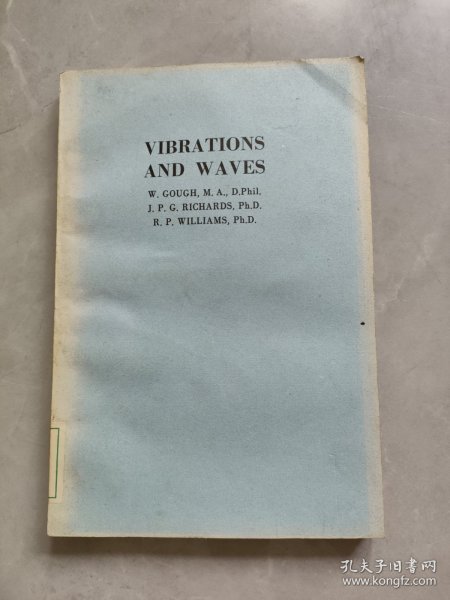 VIBRATIONS
AND WAVES
W. GOUGH, M. A., D.Phil,
J. P. G. RICHARDS, Ph.D.
R. P. WILLIAMS, Ph.D.
孔夫子旧书网
www.kongfz.com